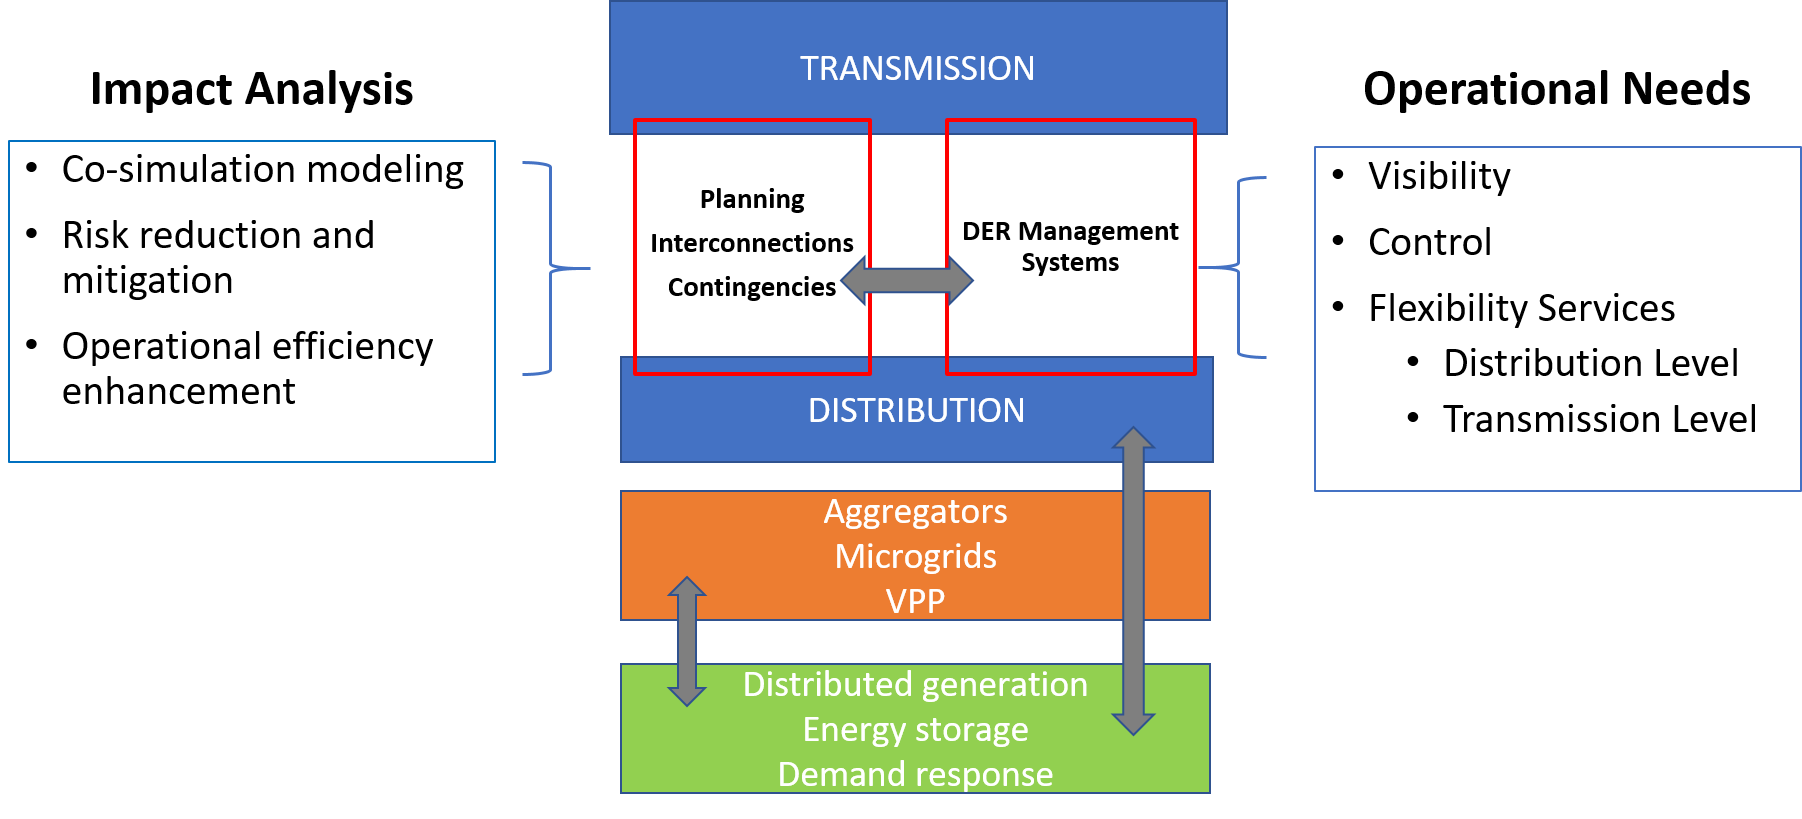 TRANSMISSION
Impact Analysis
• Co-simulation modeling
• Risk reduction and
mitigation
• Operational efficiency
enhancement
Planning
Interconnections
Contingencies
DER Management
Systems
Operational Needs
• Visibility
• Control
• Flexibility Services
• Distribution Level
• Transmission Level
DISTRIBUTION
Aggregators
Microgrids
VPP
Distributed generation
Energy storage
Demand response